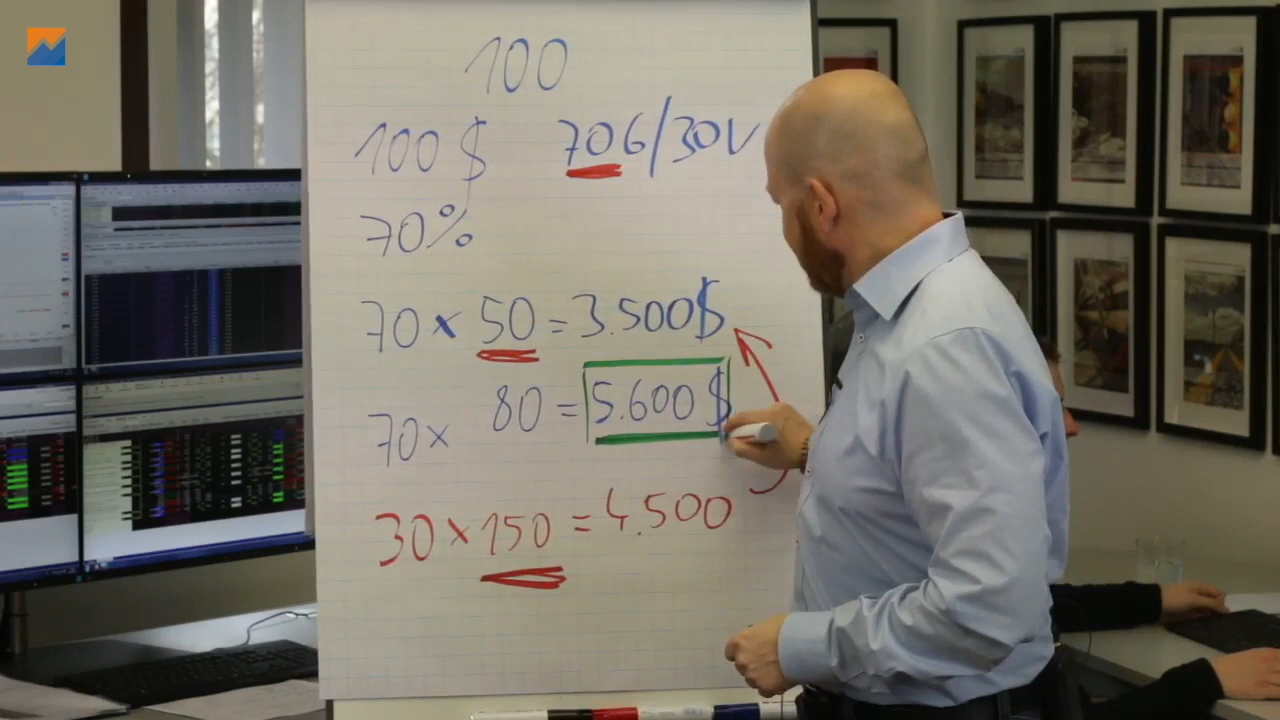 100
100 $ 70G/30V
70%
70 × 50 = 3.500$
70 × 80 = 5.600$
30 × 150 = 4.500